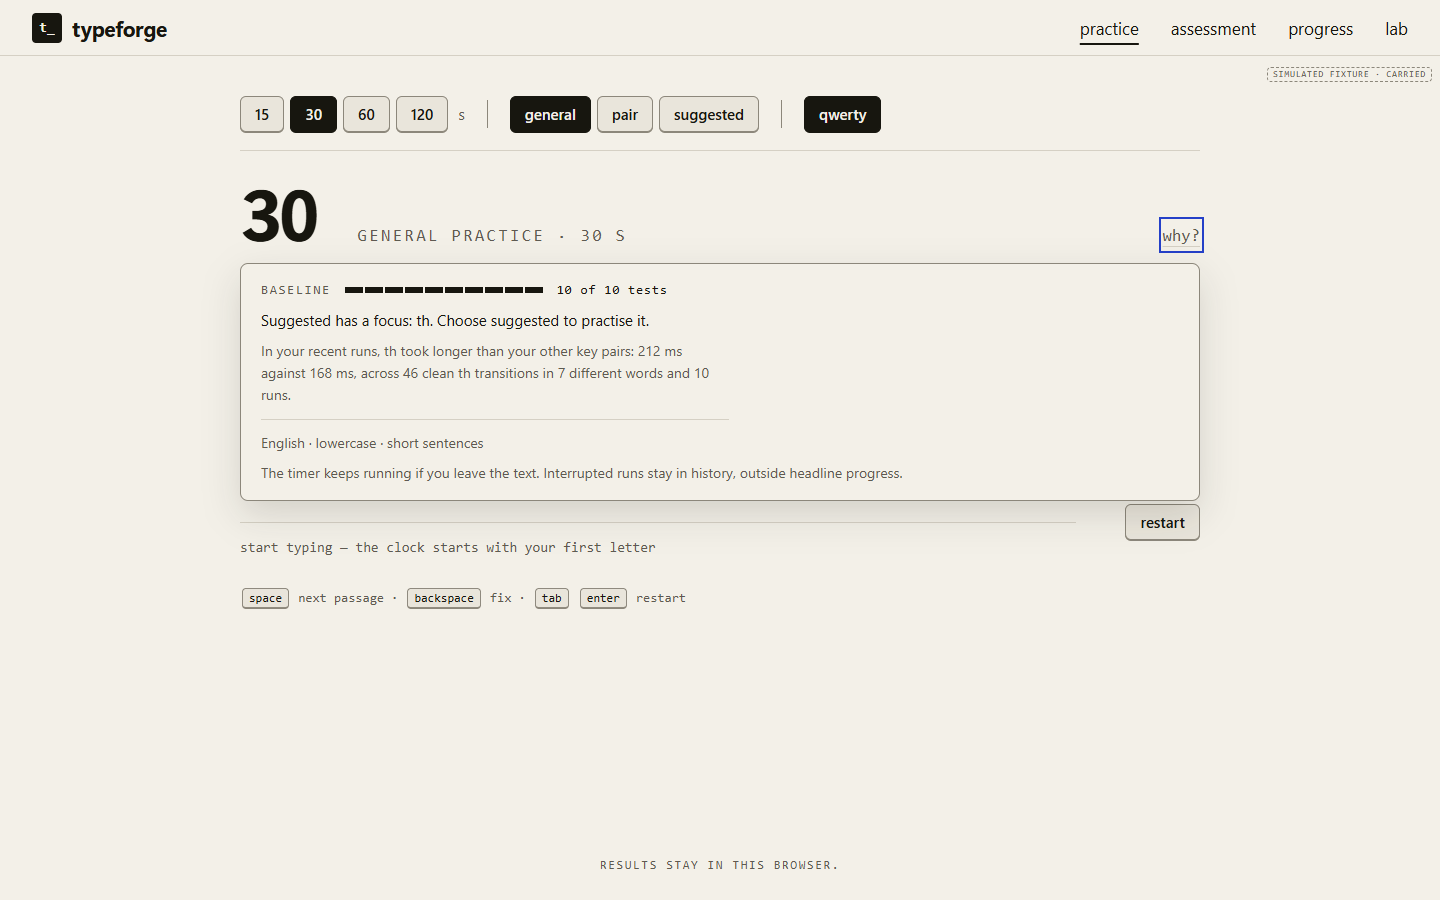 t_ typeforge practice assessment progress lab
SIMULATED FIXTURE · CARRIED
15 30 60 120 s general pair suggested qwerty
30 GENERAL PRACTICE · 30 S why?
BASELINE 10 of 10 tests
Suggested has a focus: th. Choose suggested to practise it.
In your recent runs, th took longer than your other key pairs: 212 ms
against 168 ms, across 46 clean th transitions in 7 different words and 10
runs.
English · lowercase · short sentences
The timer keeps running if you leave the text. Interrupted runs stay in history, outside headline progress.
restart
start typing — the clock starts with your first letter
space next passage · backspace fix · tab enter restart
RESULTS STAY IN THIS BROWSER.